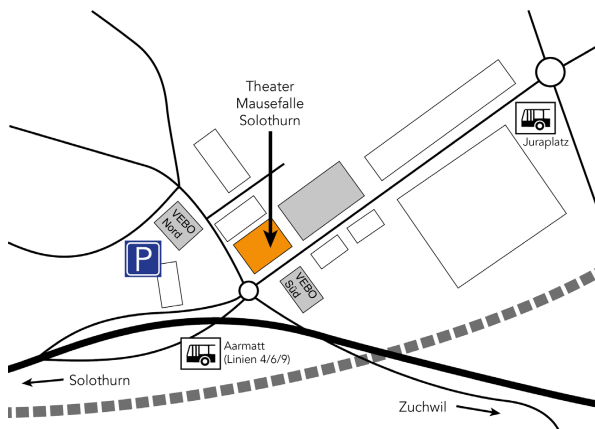 Theater
Mausefalle
Solothurn
Juraplatz
VEBO
Nord
P
VEBO
Süd
Aarmatt
(Linien 4/6/9)
Solothurn
Zuchwil